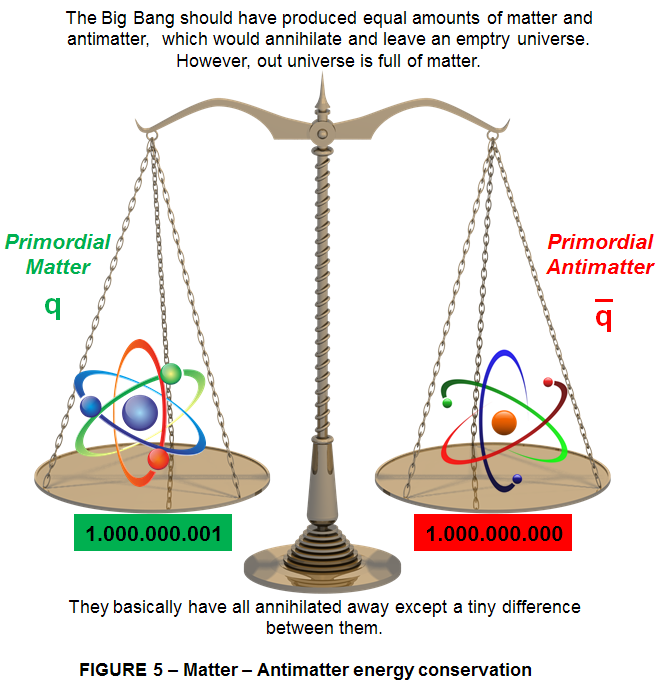 The Big Bang should have produced equal amounts of matter and
antimatter, which would annihilate and leave an emptry universe.
However, out universe is full of matter.
Primordial
Matter
q
Primordial
Antimatter
q̅
1.000.000.001
1.000.000.000
They basically have all annihilated away except a tiny difference
between them.
FIGURE 5 – Matter – Antimatter energy conservation